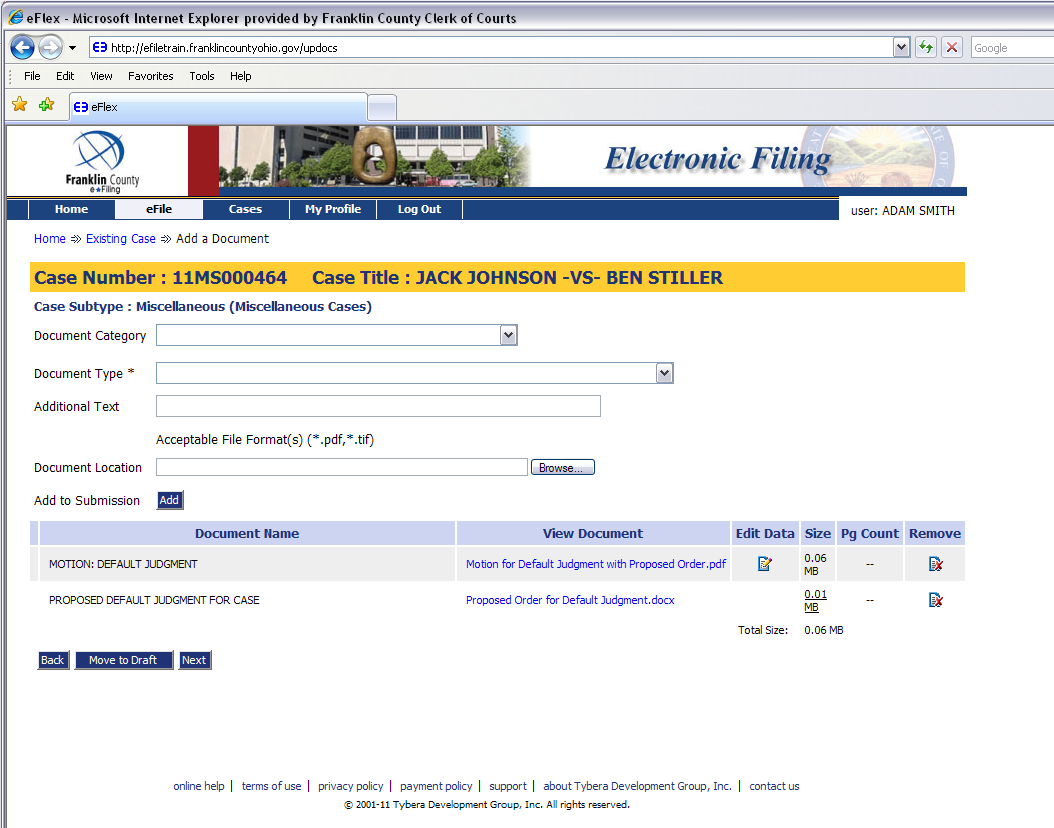 eFlex - Microsoft Internet Explorer provided by Franklin County Clerk of Courts
http://efiletrain.franklincountyohio.gov/updocs
Google
File Edit View Favorites Tools Help
eFlex
Franklin County
e★Filing
Electronic Filing
Home eFile Cases My Profile Log Out
user: ADAM SMITH
Home ⇒ Existing Case ⇒ Add a Document
Case Number : 11MS000464 Case Title : JACK JOHNSON -VS- BEN STILLER
Case Subtype : Miscellaneous (Miscellaneous Cases)
Document Category
Document Type *
Additional Text
Acceptable File Format(s) (*.pdf,*.tif)
Document Location Browse...
Add to Submission Add
Document Name View Document Edit Data Size Pg Count Remove
MOTION: DEFAULT JUDGMENT Motion for Default Judgment with Proposed Order.pdf 0.06 MB --
PROPOSED DEFAULT JUDGMENT FOR CASE Proposed Order for Default Judgment.docx 0.01 MB --
Total Size: 0.06 MB
Back Move to Draft Next
online help | terms of use | privacy policy | payment policy | support | about Tybera Development Group, Inc. | contact us
© 2001-11 Tybera Development Group, Inc. All rights reserved.